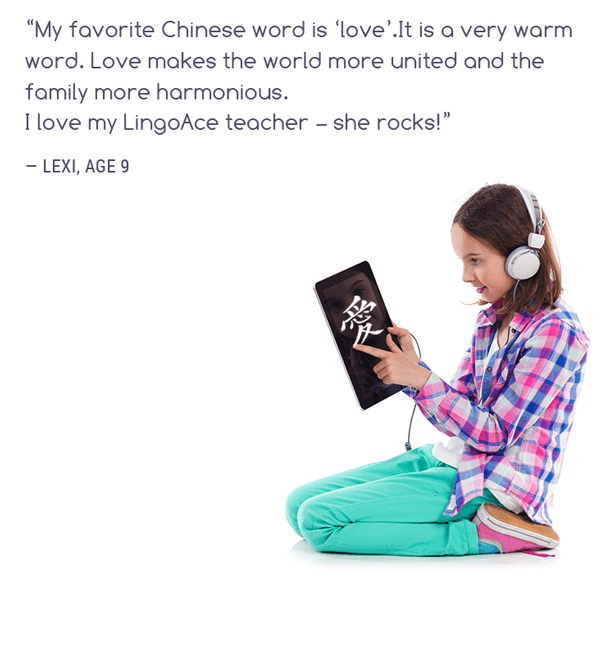 “My favorite Chinese word is ‘love’.It is a very warm
word. Love makes the world more united and the
family more harmonious.
I love my LingoAce teacher – she rocks!”
– LEXI, AGE 9
愛